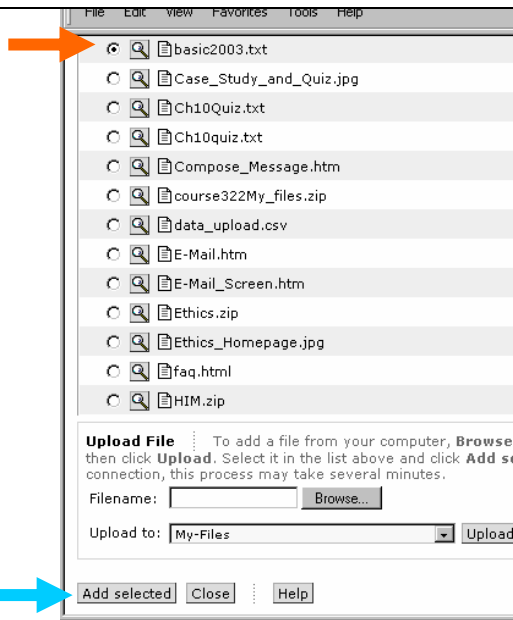 File Edit View Favorites Tools Help
basic2003.txt
Case_Study_and_Quiz.jpg
Ch10Quiz.txt
Ch10quiz.txt
Compose_Message.htm
course322My_files.zip
data_upload.csv
E-Mail.htm
E-Mail_Screen.htm
Ethics.zip
Ethics_Homepage.jpg
faq.html
HIM.zip
Upload File To add a file from your computer, Browse
then click Upload. Select it in the list above and click Add se
connection, this process may take several minutes.
Filename: Browse...
Upload to: My-Files Upload
Add selected Close Help